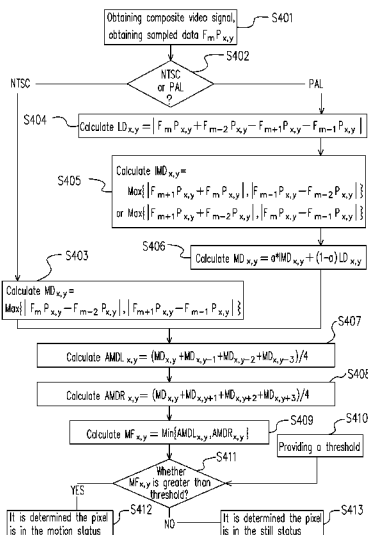 Obtaining composite video signal,
obtaining sampled data FmPx,y
S401
S402
NTSC
or PAL
?
NTSC
PAL
S404
Calculate LDx,y=|FmPx,y+Fm-2Px,y-Fm+1Px,y-Fm-1Px,y|
S405
Calculate IMDx,y=
Max{|Fm+1Px,y+FmPx,y|,|Fm-1Px,y-Fm-2Px,y|}
or Max{|Fm+1Px,y+Fm-2Px,y|,|FmPx,y-Fm-1Px,y|}
S406
Calculate MDx,y=a*IMDx,y+(1-a)LDx,y
S403
Calculate MDx,y=
Max{|FmPx,y-Fm-2Px,y|,|Fm+1Px,y-Fm-1Px,y|}
S407
Calculate AMDLx,y=(MDx,y+MDx,y-1+MDx,y-2+MDx,y-3)/4
S408
Calculate AMDRx,y=(MDx,y+MDx,y+1+MDx,y+2+MDx,y+3)/4
S409
Calculate MFx,y=Min{AMDLx,y,AMDRx,y}
S410
Providing a threshold
S411
Whether
MFx,y is greater than
threshold?
YES
NO
S412
It is determined the pixel
is in the motion status
S413
It is determined the pixel
is in the still status